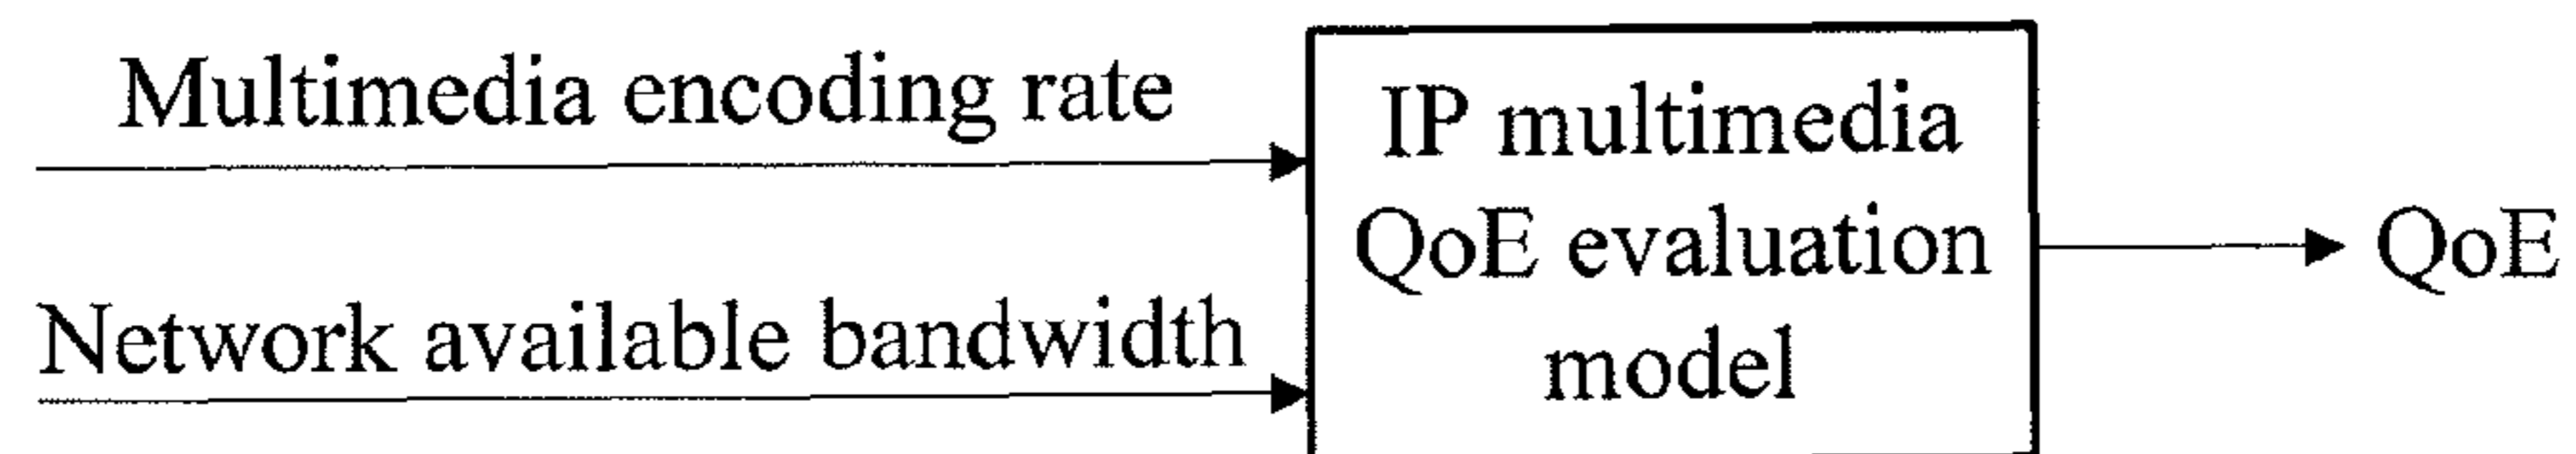 Multimedia encoding rate
Network available bandwidth
IP multimedia
QoE evaluation
model
QoE